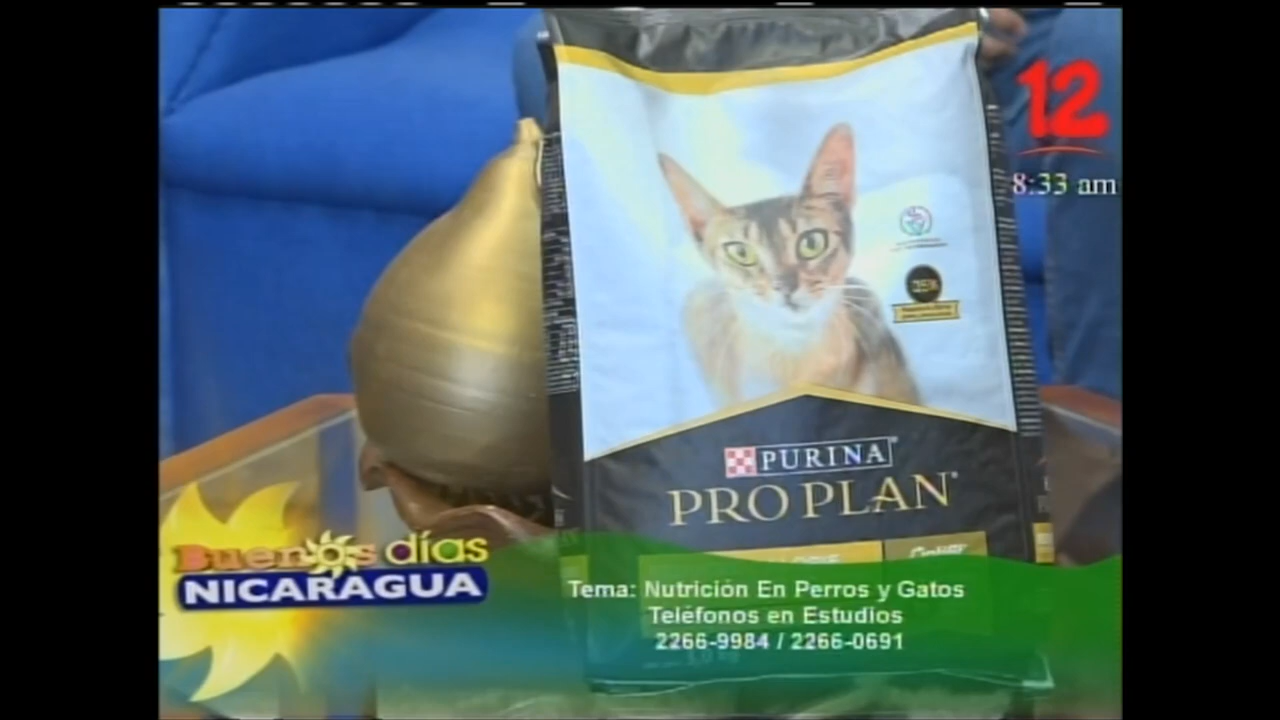 12
8:33 am
35%
PURINA
PRO PLAN
Buenos días
NICARAGUA
Tema: Nutrición En Perros y Gatos
Teléfonos en Estudios
2266-9984 / 2266-0691